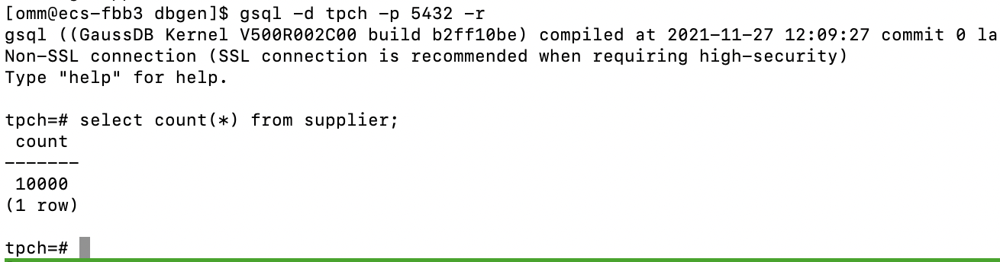 [omm@ecs-fbb3 dbgen]$ gsql -d tpch -p 5432 -r
gsql ((GaussDB Kernel V500R002C00 build b2ff10be) compiled at 2021-11-27 12:09:27 commit 0 la
Non-SSL connection (SSL connection is recommended when requiring high-security)
Type "help" for help.
tpch=# select count(*) from supplier;
count
-------
10000
(1 row)
tpch=#